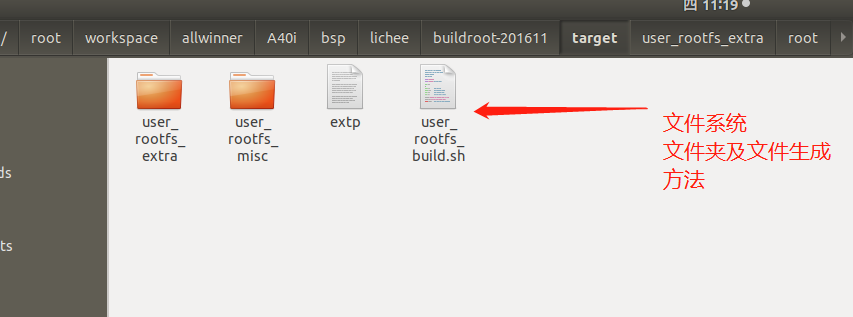 四 11:19
/ root workspace allwinner A40i bsp lichee buildroot-201611 target user_rootfs_extra root
user_
rootfs_
extra
user_
rootfs_
misc
extp
user_
rootfs_
build.sh
文件系统
文件夹及文件生成
方法
ds
ts